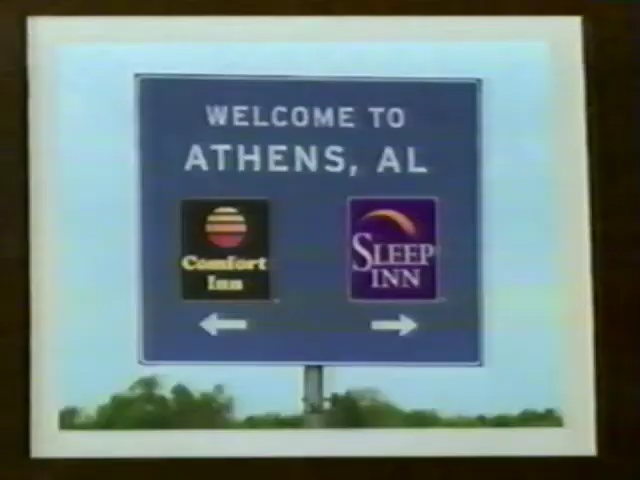 WELCOME TO
ATHENS, AL
Comfort
Inn
SLEEP
INN